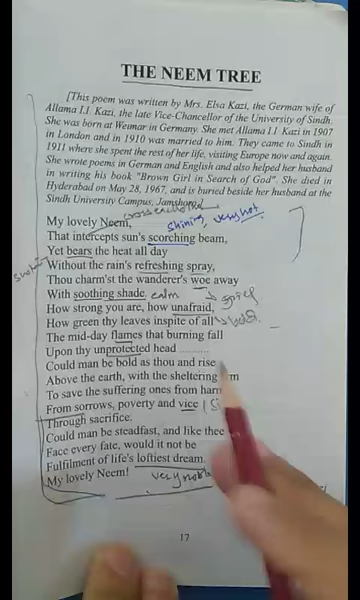 THE NEEM TREE
[This poem was written by Mrs. Elsa Kazi, the German wife of
Allama I.I. Kazi, the late Vice-Chancellor of the University of Sindh.
She was born at Weimar in Germany. She met Allama I.I Kazi in 1907
in London and in 1910 was married to him. They came to Sindh in
1911 where she spent the rest of her life, visiting Europe now and again.
She wrote poems in German and English and also helped her husband
in writing his book "Brown Girl in Search of God". She died in
Hyderabad on May 28, 1967, and is buried beside her husband at the
Sindh University Campus, Jamshoro]
My lovely Neem, shining, very hot
That intercepts sun's scorching beam,
Yet bears the heat all day
Without the rain's refreshing spray,
Thou charm'st the wanderer's woe away
With soothing shade. calm grief
How strong you are, how unafraid,
How green thy leaves inspite of all bold
The mid-day flames that burning fall
Upon thy unprotected head ..........
Could man be bold as thou and rise
Above the earth, with the sheltering
To save the suffering ones from harm
From sorrows, poverty and vice
Through sacrifice.
Could man be steadfast, and like thee
Face every fate, would it not be
Fulfilment of life's loftiest dream.
My lovely Neem! very noble
17